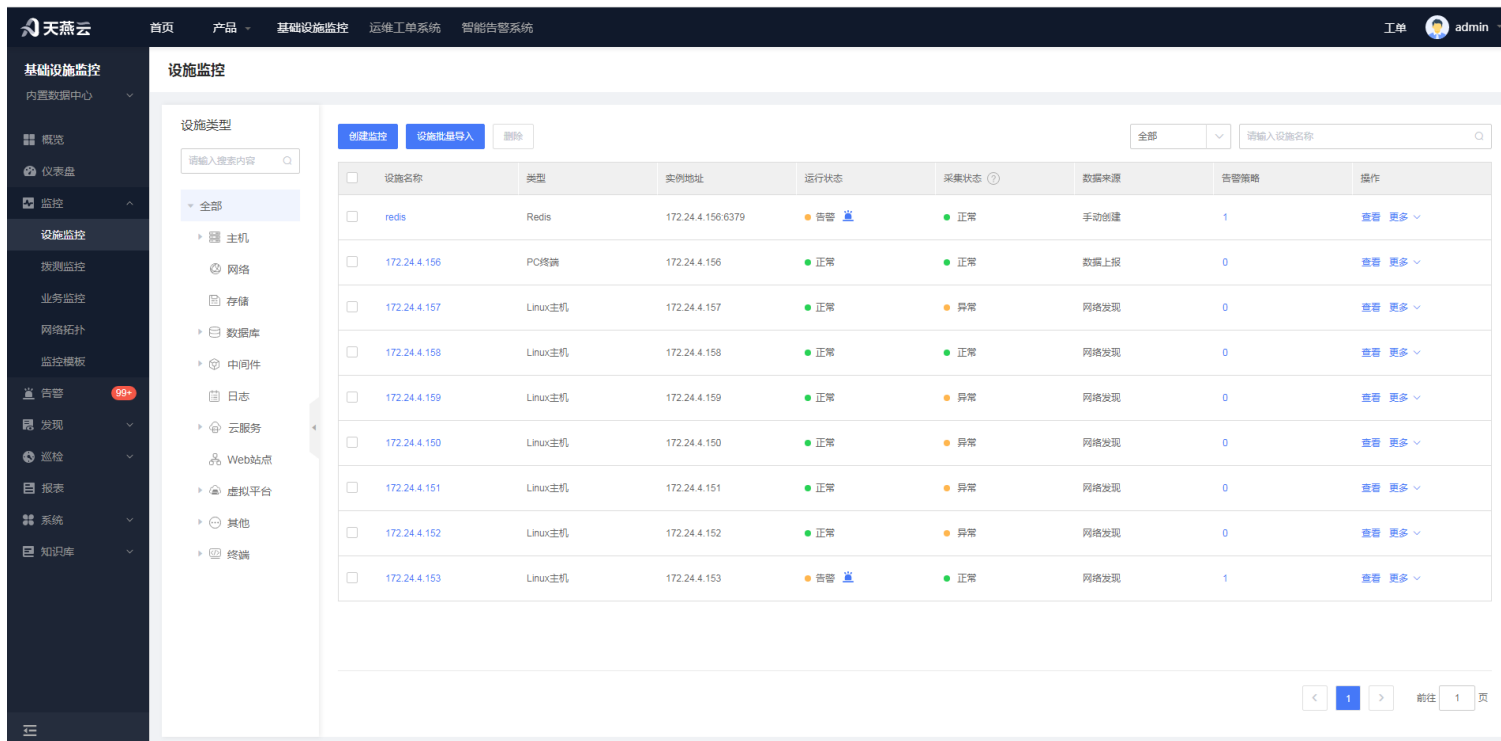 天燕云 首页 产品 基础设施监控 运维工单系统 智能告警系统 工单 admin
基础设施监控
内置数据中心
概览
仪表盘
监控
设施监控
拨测监控
业务监控
网络拓扑
监控模板
告警 99+
发现
巡检
报表
系统
知识库
设施监控
设施类型
请输入搜索内容
全部
主机
网络
存储
数据库
中间件
日志
云服务
Web站点
虚拟平台
其他
终端
创建监控 设施批量导入 删除 全部 请输入设施名称
设施名称 类型 实例地址 运行状态 采集状态 ? 数据来源 告警策略 操作
redis Redis 172.24.4.156:6379 告警 正常 手动创建 1 查看 更多
172.24.4.156 PC终端 172.24.4.156 正常 正常 数据上报 0 查看 更多
172.24.4.157 Linux主机 172.24.4.157 正常 异常 网络发现 0 查看 更多
172.24.4.158 Linux主机 172.24.4.158 正常 正常 网络发现 0 查看 更多
172.24.4.159 Linux主机 172.24.4.159 正常 异常 网络发现 0 查看 更多
172.24.4.150 Linux主机 172.24.4.150 正常 异常 网络发现 0 查看 更多
172.24.4.151 Linux主机 172.24.4.151 正常 异常 网络发现 0 查看 更多
172.24.4.152 Linux主机 172.24.4.152 正常 异常 网络发现 0 查看 更多
172.24.4.153 Linux主机 172.24.4.153 告警 正常 网络发现 1 查看 更多
< 1 > 前往 1 页